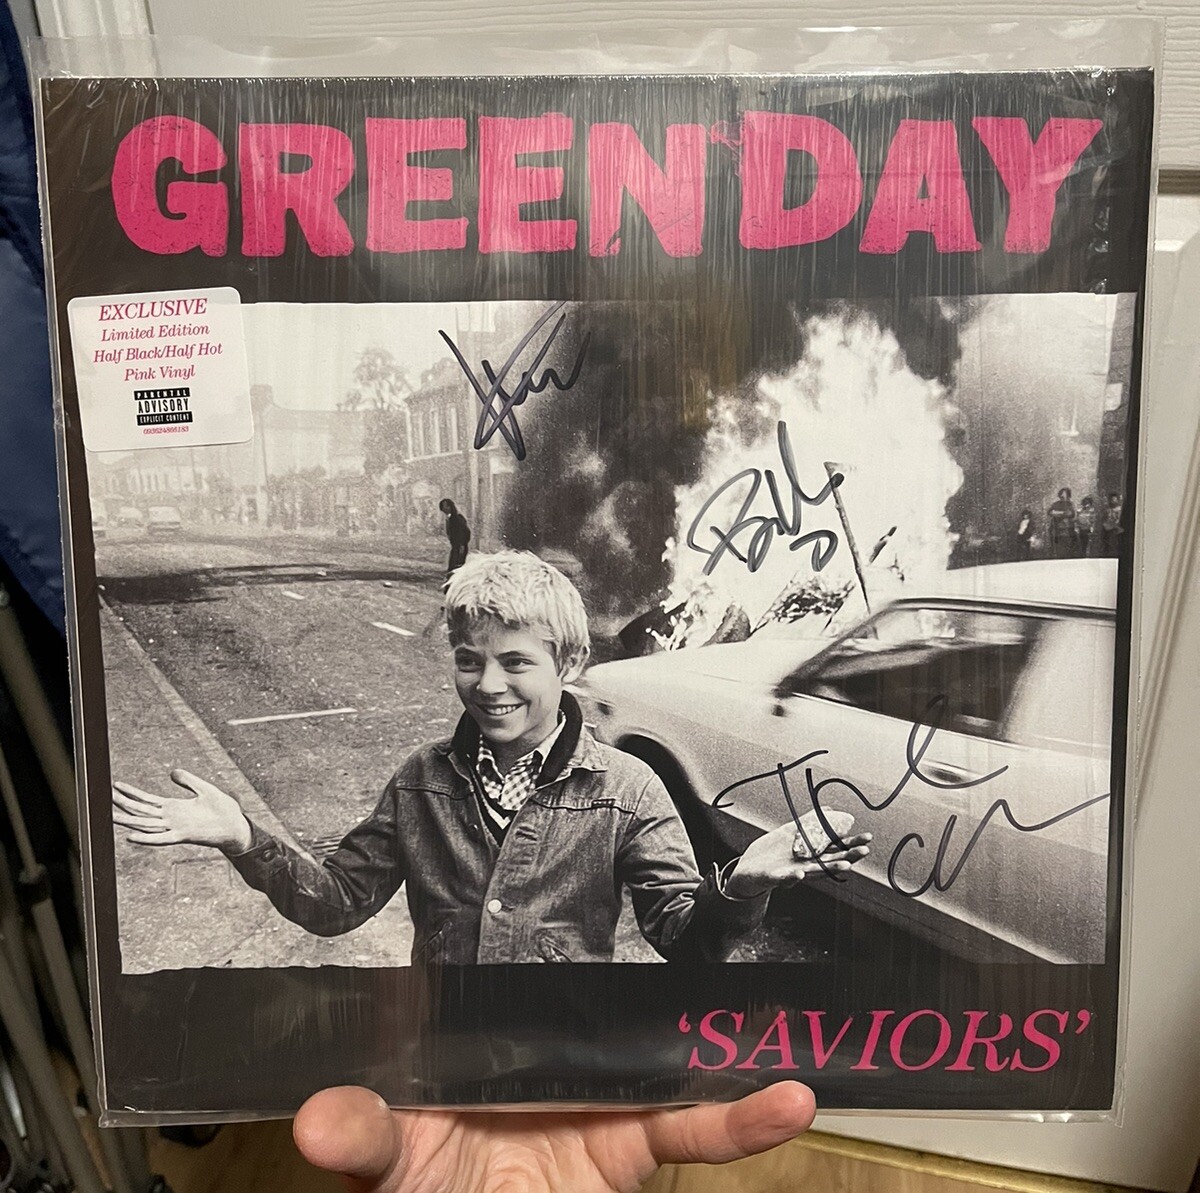 GREEN DAY
EXCLUSIVE
Limited Edition
Half Black/Half Hot
Pink Vinyl
PARENTAL
ADVISORY
EXPLICIT CONTENT
‘SAVIORS’